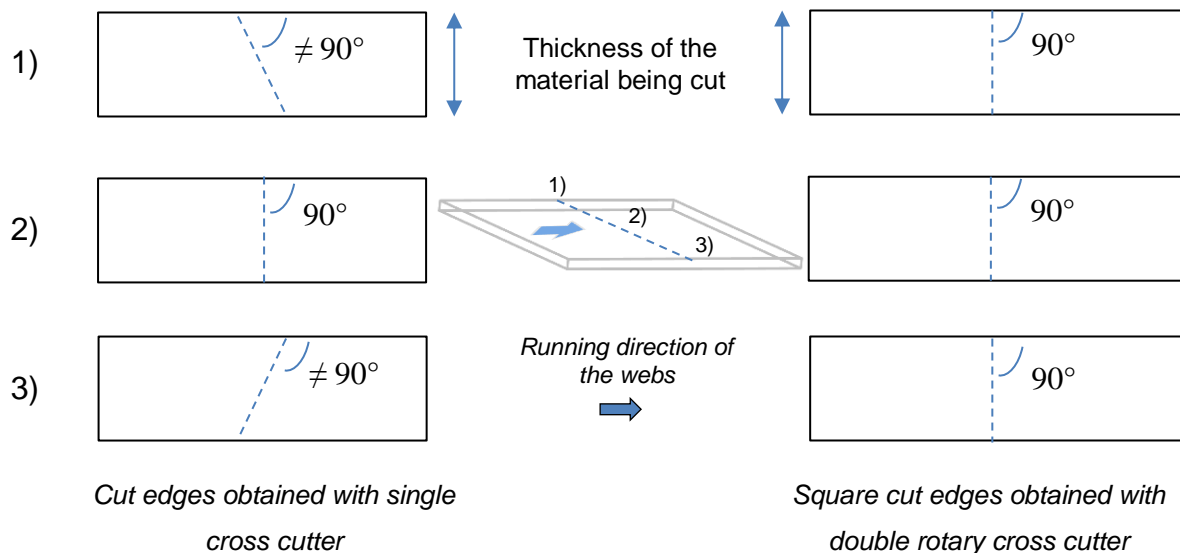 1)
≠ 90°
Thickness of the
material being cut
90°
2)
90°
1)
2)
3)
90°
3)
≠ 90°
Running direction of
the webs
90°
Cut edges obtained with single
cross cutter
Square cut edges obtained with
double rotary cross cutter